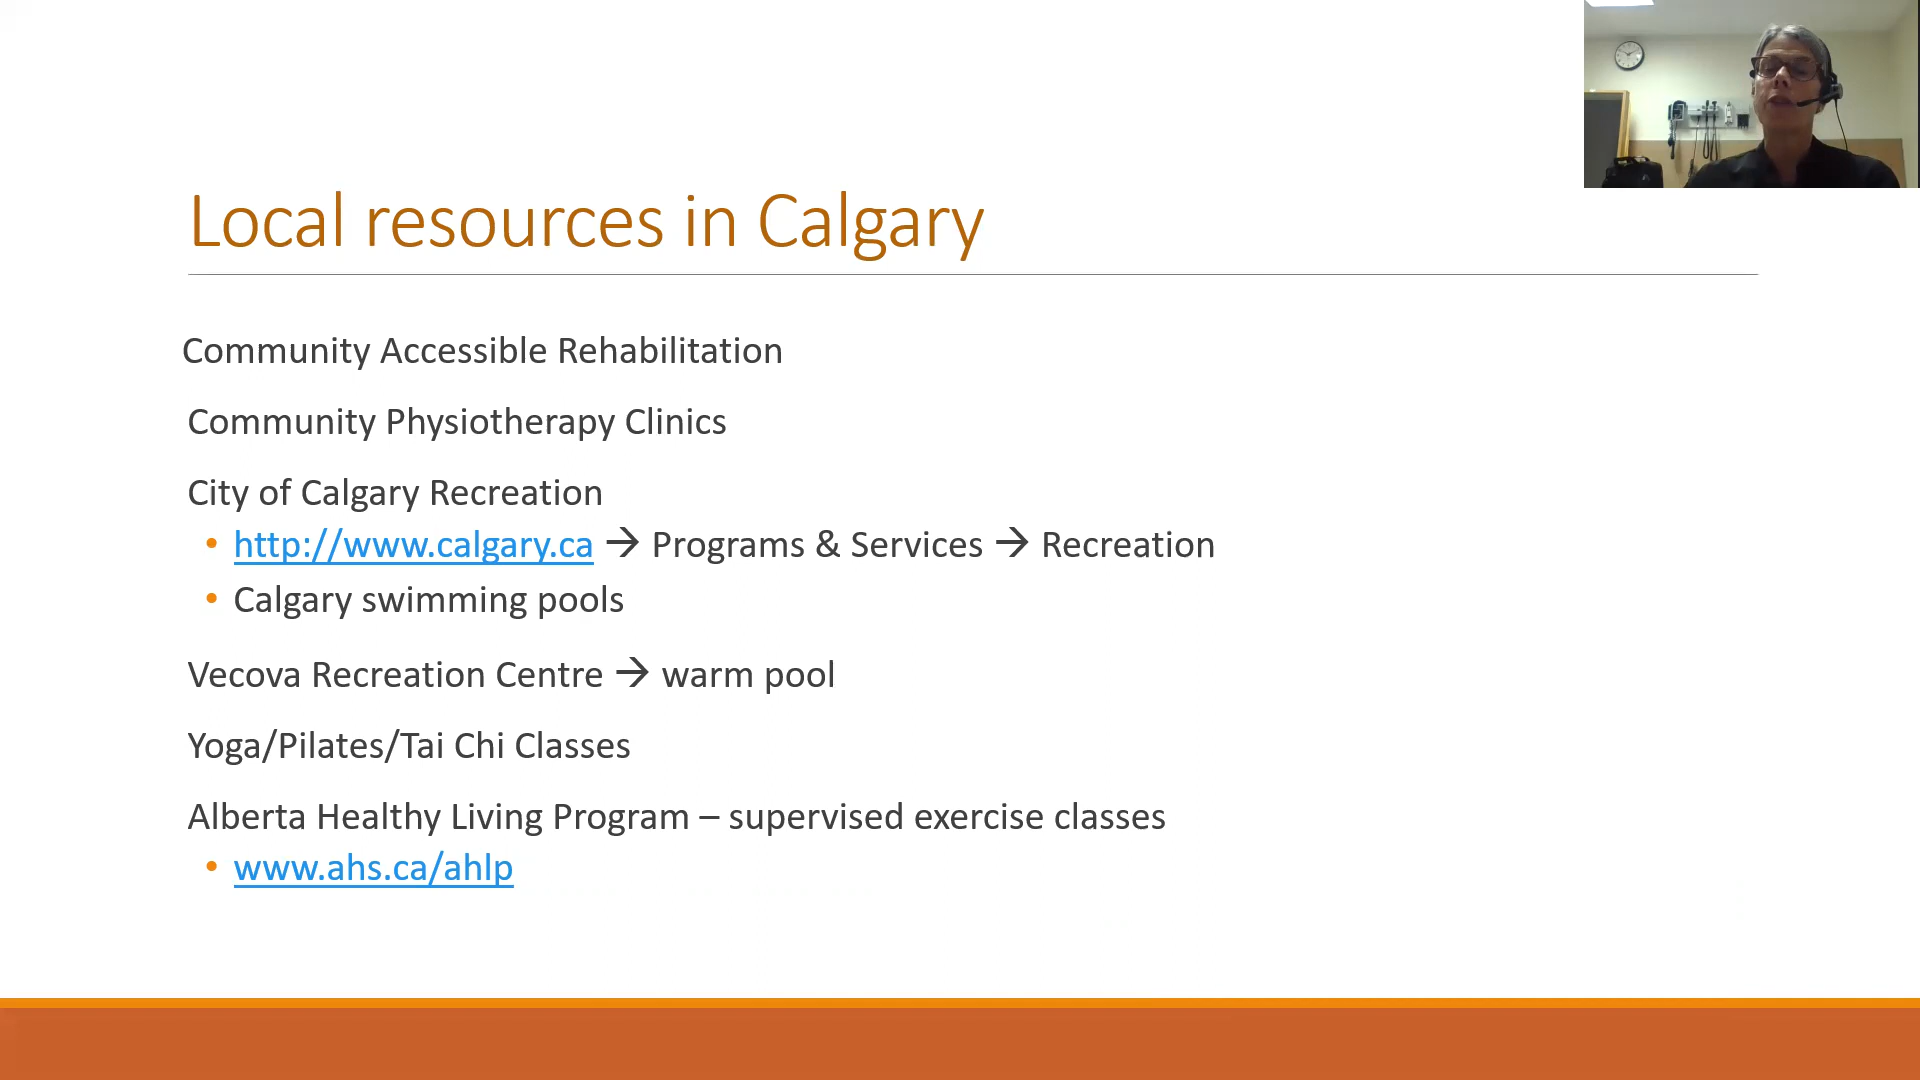 Local resources in Calgary
Community Accessible Rehabilitation
Community Physiotherapy Clinics
City of Calgary Recreation
• http://www.calgary.ca → Programs & Services → Recreation
• Calgary swimming pools
Vecova Recreation Centre → warm pool
Yoga/Pilates/Tai Chi Classes
Alberta Healthy Living Program – supervised exercise classes
• www.ahs.ca/ahlp